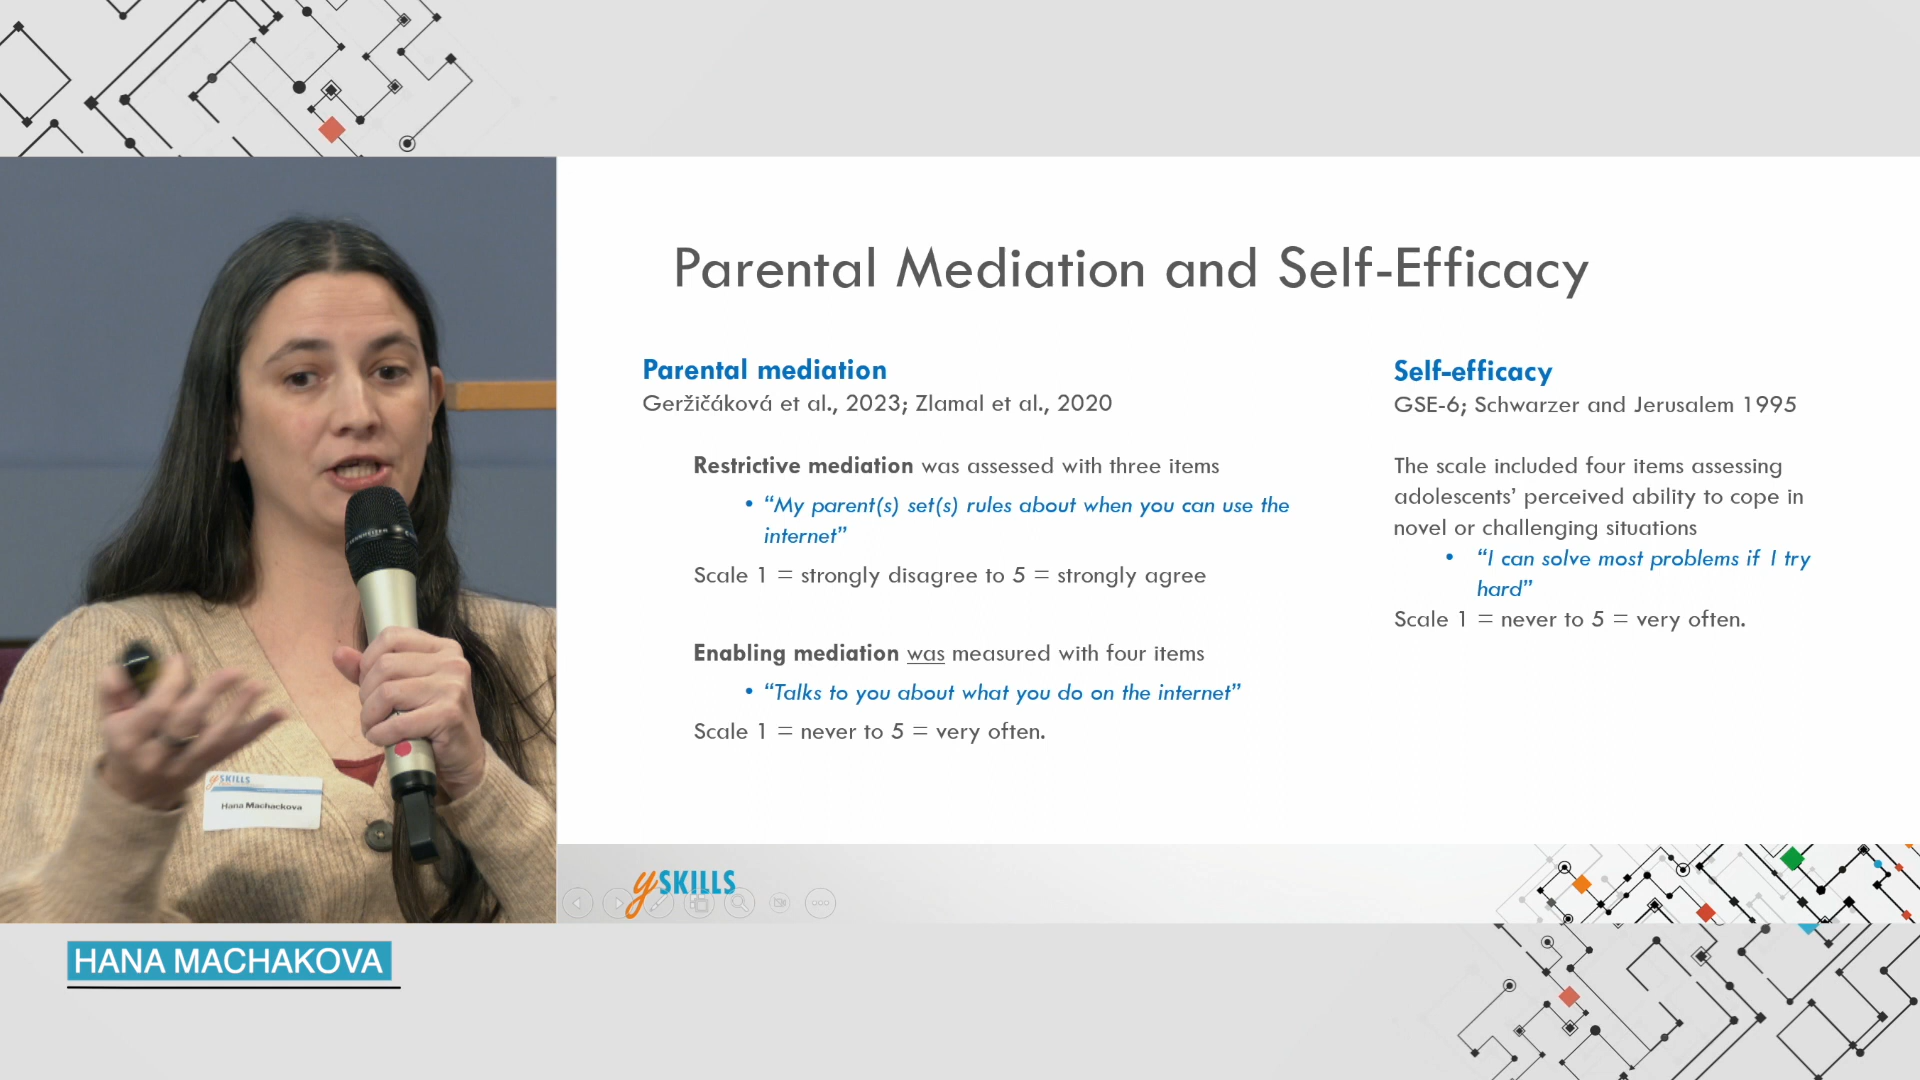 Parental Mediation and Self-Efficacy
Parental mediation
Geržičáková et al., 2023; Zlamal et al., 2020
Restrictive mediation was assessed with three items
• “My parent(s) set(s) rules about when you can use the
internet”
Scale 1 = strongly disagree to 5 = strongly agree
Enabling mediation was measured with four items
• “Talks to you about what you do on the internet”
Scale 1 = never to 5 = very often.
Self-efficacy
GSE-6; Schwarzer and Jerusalem 1995
The scale included four items assessing
adolescents’ perceived ability to cope in
novel or challenging situations
• “I can solve most problems if I try
hard”
Scale 1 = never to 5 = very often.
SENNHEISER
ySKILLS
Hana Machackova
ySKILLS
HANA MACHAKOVA